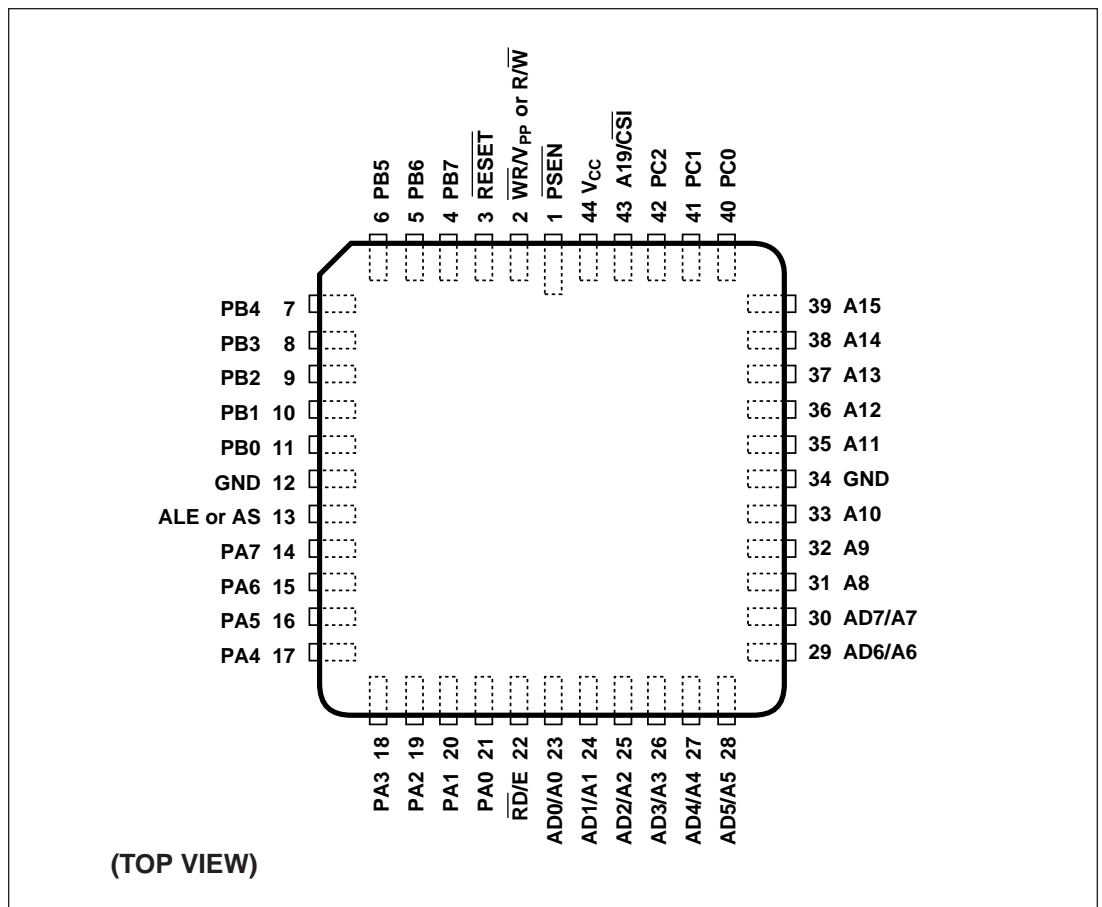 6 PB5
5 PB6
4 PB7
3 R̅E̅S̅E̅T̅
2 W̅R̅/VPP or R/W̅
1 P̅S̅E̅N̅
44 VCC
43 A19/C̅S̅I̅
42 PC2
41 PC1
40 PC0
PB4 7
PB3 8
PB2 9
PB1 10
PB0 11
GND 12
ALE or AS 13
PA7 14
PA6 15
PA5 16
PA4 17
39 A15
38 A14
37 A13
36 A12
35 A11
34 GND
33 A10
32 A9
31 A8
30 AD7/A7
29 AD6/A6
PA3 18
PA2 19
PA1 20
PA0 21
R̅D̅/E 22
AD0/A0 23
AD1/A1 24
AD2/A2 25
AD3/A3 26
AD4/A4 27
AD5/A5 28
(TOP VIEW)